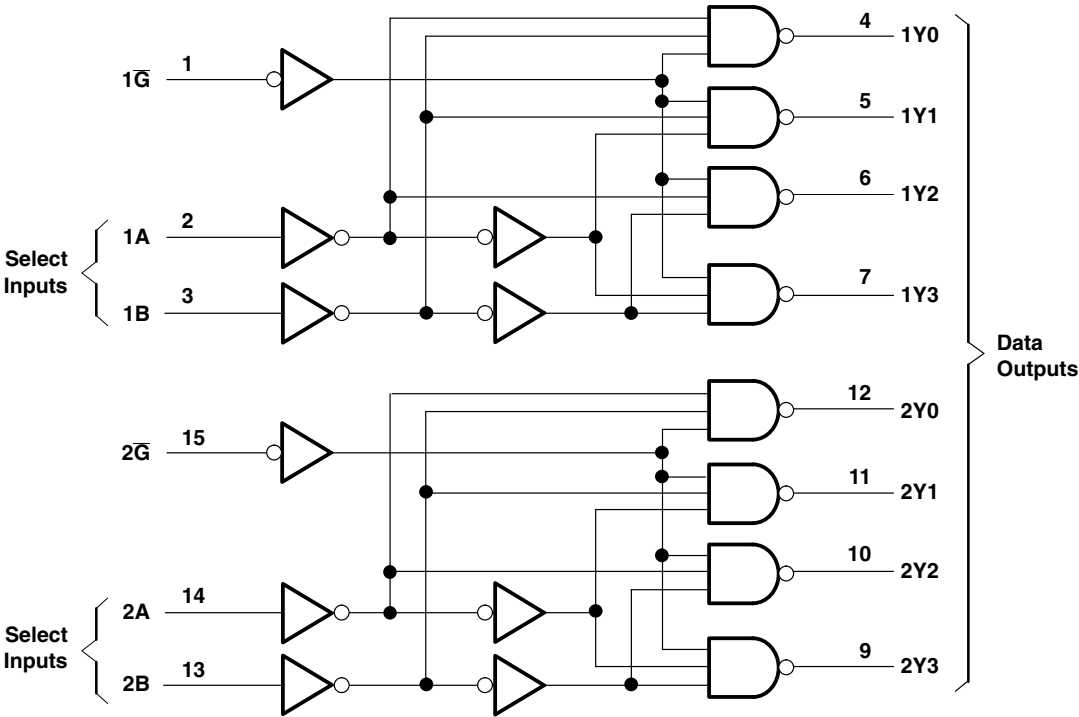 4 1Y0
1G̅ 1
5 1Y1
6 1Y2
1A 2
Select
Inputs
7 1Y3
1B 3
Data
Outputs
12 2Y0
2G̅ 15
11 2Y1
10 2Y2
2A 14
Select
Inputs
9 2Y3
2B 13